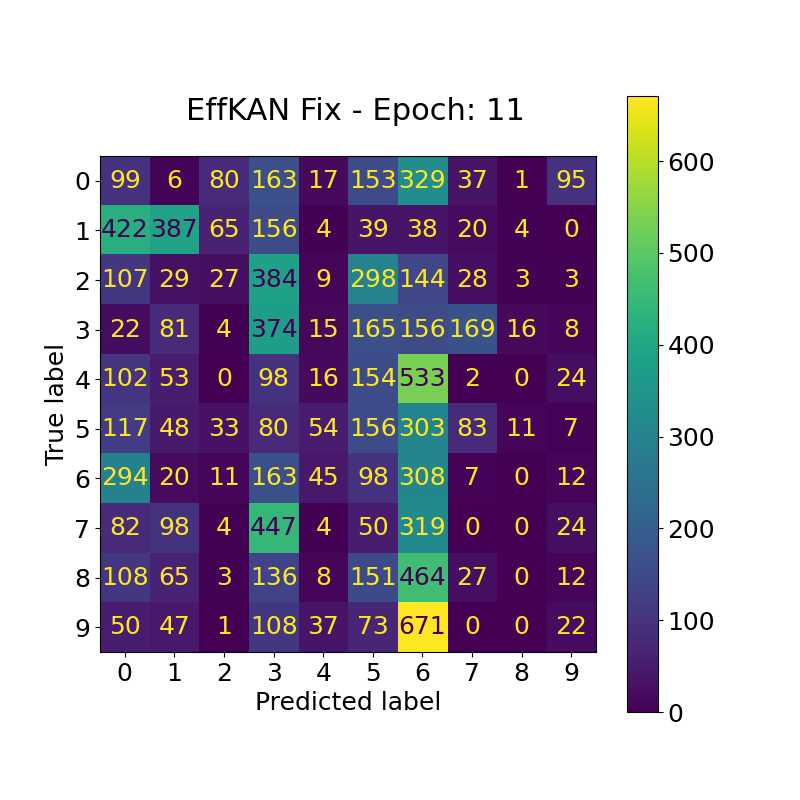 EffKAN Fix - Epoch: 11
0 99 6 80 163 17 153 329 37 1 95
1 422 387 65 156 4 39 38 20 4 0
2 107 29 27 384 9 298 144 28 3 3
3 22 81 4 374 15 165 156 169 16 8
4 102 53 0 98 16 154 533 2 0 24
5 117 48 33 80 54 156 303 83 11 7
6 294 20 11 163 45 98 308 7 0 12
7 82 98 4 447 4 50 319 0 0 24
8 108 65 3 136 8 151 464 27 0 12
9 50 47 1 108 37 73 671 0 0 22
0 1 2 3 4 5 6 7 8 9
Predicted label
True label
600
500
400
300
200
100
0